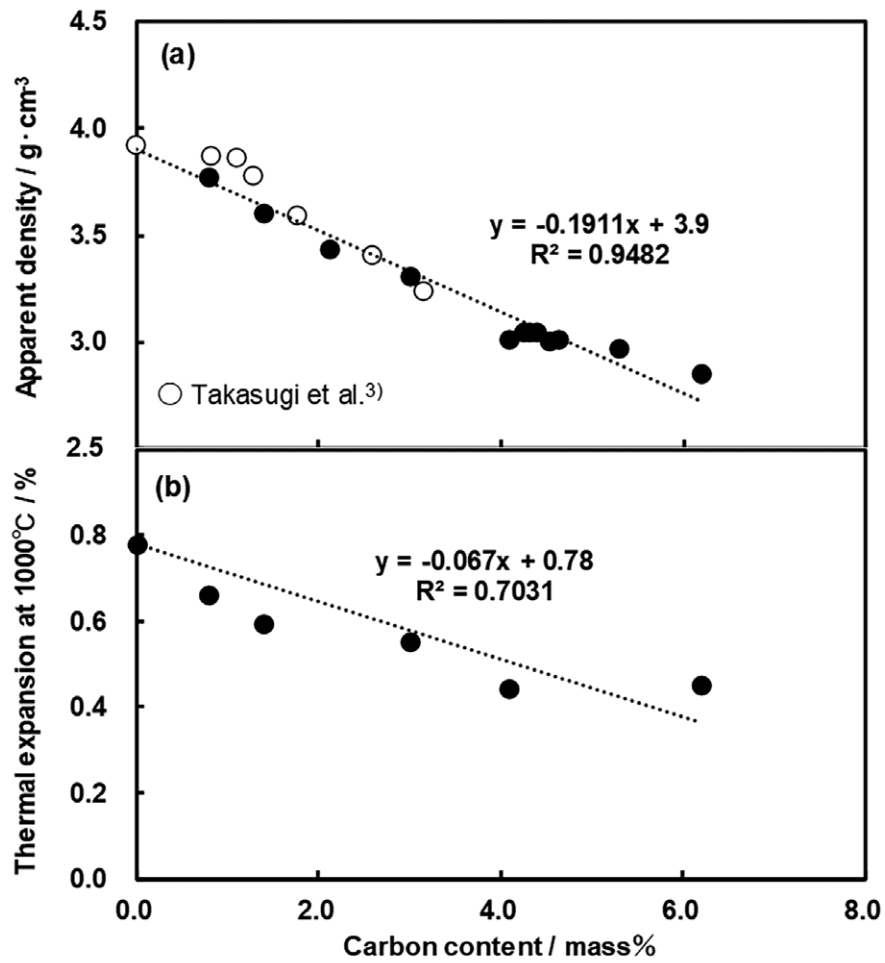 (a)
4.5
4.0
3.5
3.0
2.5
Apparent density / g·cm⁻³
y = -0.1911x + 3.9
R² = 0.9482
Takasugi et al.³⁾
(b)
0.8
0.6
0.4
0.2
0.0
Thermal expansion at 1000℃ / %
y = -0.067x + 0.78
R² = 0.7031
0.0 2.0 4.0 6.0 8.0
Carbon content / mass%